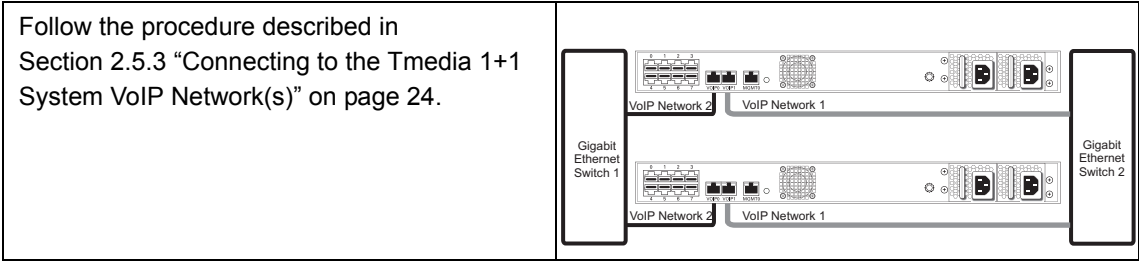 Follow the procedure described in
Section 2.5.3 “Connecting to the Tmedia 1+1
System VoIP Network(s)” on page 24.
0 1 2 3
4 5 6 7
VOIP0 VOIP1 MGMT0
VoIP Network 2
VoIP Network 1
Gigabit
Ethernet
Switch 1
Gigabit
Ethernet
Switch 2
0 1 2 3
4 5 6 7
VOIP0 VOIP1 MGMT0
VoIP Network 2
VoIP Network 1